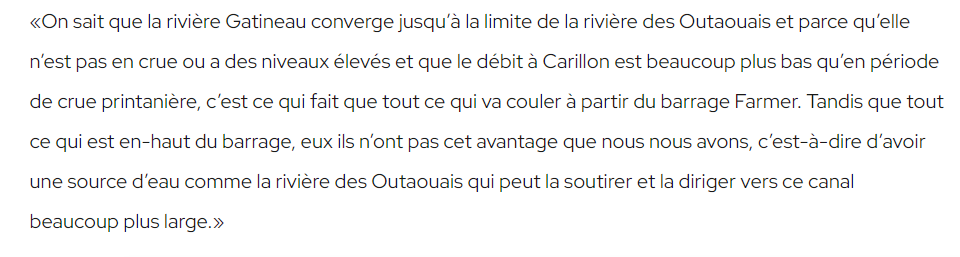 «On sait que la rivière Gatineau converge jusqu’à la limite de la rivière des Outaouais et parce qu’elle
n’est pas en crue ou a des niveaux élevés et que le débit à Carillon est beaucoup plus bas qu’en période
de crue printanière, c’est ce qui fait que tout ce qui va couler à partir du barrage Farmer. Tandis que tout
ce qui est en-haut du barrage, eux ils n’ont pas cet avantage que nous nous avons, c’est-à-dire d’avoir
une source d’eau comme la rivière des Outaouais qui peut la soutirer et la diriger vers ce canal
beaucoup plus large.»